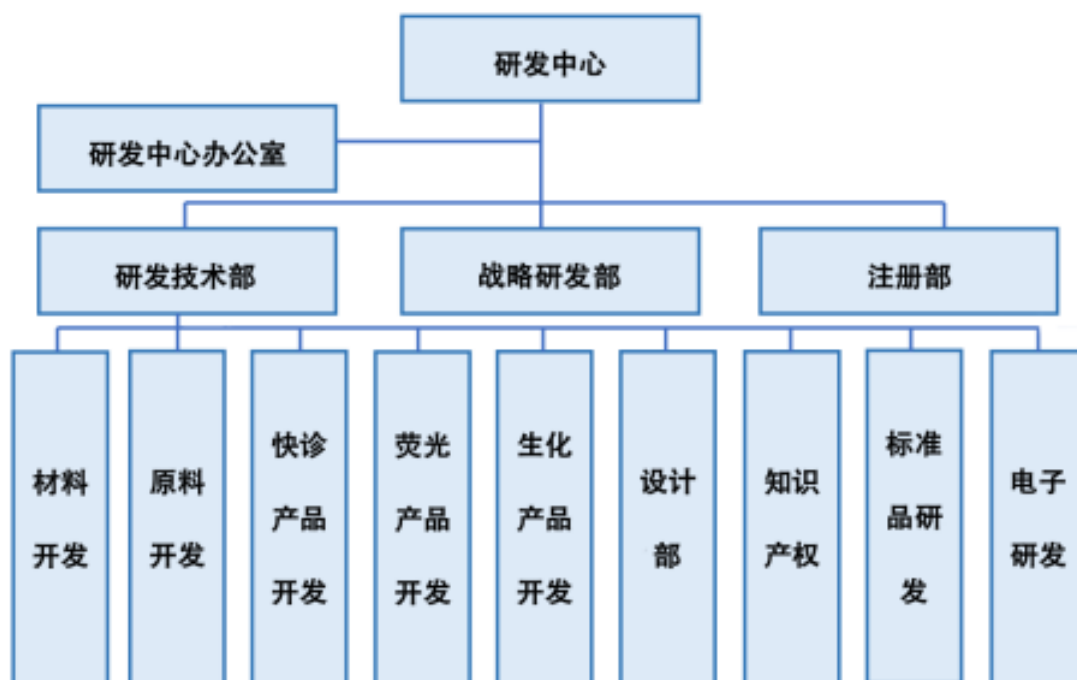 研发中心
研发中心办公室
研发技术部
战略研发部
注册部
材料
开发
原料
开发
快诊
产品
开发
荧光
产品
开发
生化
产品
开发
设计
部
知识
产权
标准
品研
发
电子
研发